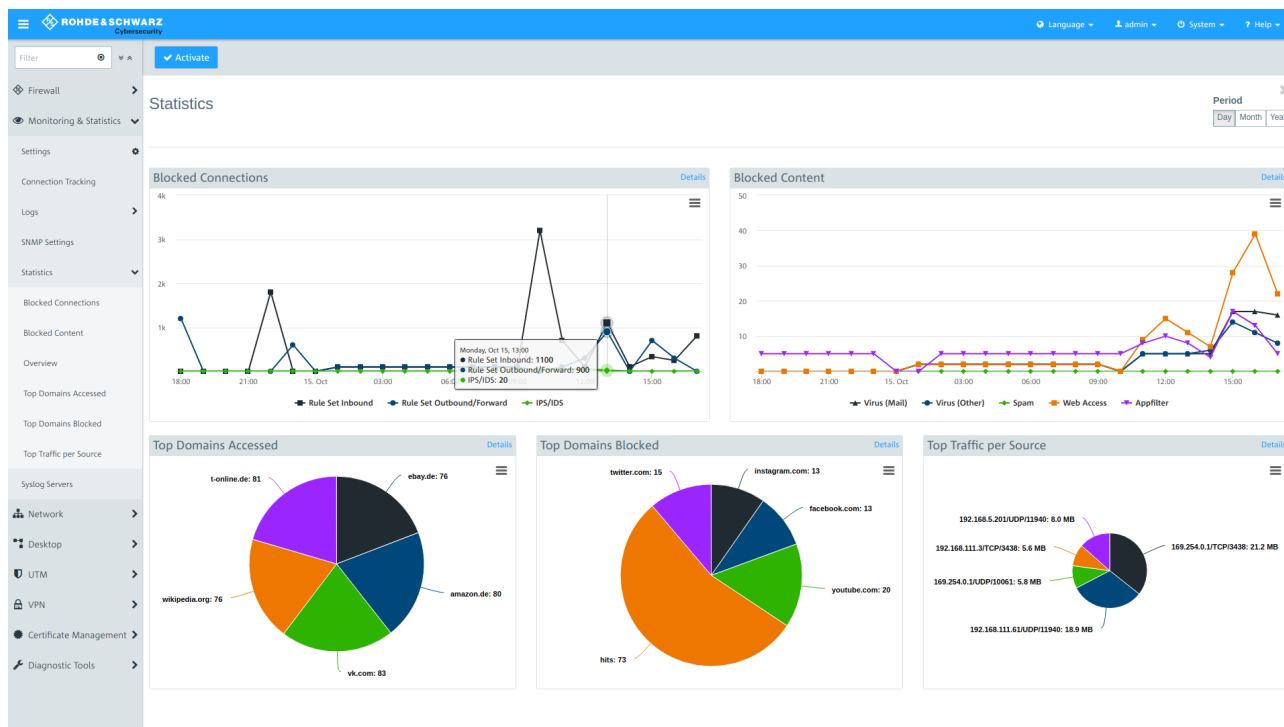 ROHDE & SCHWARZ
Cybersecurity
Language
admin
System
? Help
Filter
Activate
Firewall
Monitoring & Statistics
Settings
Connection Tracking
Logs
SNMP Settings
Statistics
Blocked Connections
Blocked Content
Overview
Top Domains Accessed
Top Domains Blocked
Top Traffic per Source
Syslog Servers
Network
Desktop
UTM
VPN
Certificate Management
Diagnostic Tools
Statistics
Period
Day Month Yea
Blocked Connections Details
4k
3k
2k
1k
Monday, Oct 15, 13:00
Rule Set Inbound: 1100
Rule Set Outbound/Forward: 900
IPS/IDS: 20
18:00 21:00 15. Oct 03:00 15:00
Rule Set Inbound Rule Set Outbound/Forward IPS/IDS
Blocked Content Details
50
40
30
20
10
18:00 21:00 15. Oct 03:00 06:00 09:00 12:00 15:00
Virus (Mail) Virus (Other) Spam Web Access Appfilter
Top Domains Accessed Details
t-online.de: 81
ebay.de: 76
wikipedia.org: 76
amazon.de: 80
vk.com: 83
Top Domains Blocked Details
twitter.com: 15
instagram.com: 13
facebook.com: 13
youtube.com: 20
hits: 73
Top Traffic per Source Details
192.168.5.201/UDP/11940: 8.0 MB
192.168.111.3/TCP/3438: 5.6 MB
169.254.0.1/TCP/3438: 21.2 MB
169.254.0.1/UDP/10061: 5.8 MB
192.168.111.61/UDP/11940: 18.9 MB